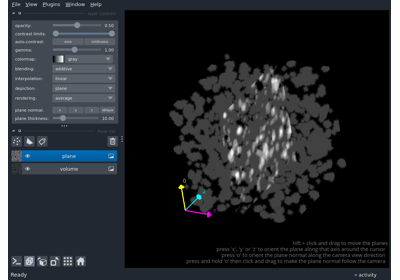 File View Plugins Window Help
opacity: 0.50
contrast limits:
auto-contrast: once continuous
gamma: 1.00
colormap: gray
blending: additive
interpolation: linear
depiction: plane
rendering: average
plane normal: x y z oblique
plane thickness: 10.00
plane
volume
shift + click and drag to move the planes
press 'x', 'y' or 'z' to orient the plane along that axis around the cursor
press 'o' to orient the plane normal along the camera view direction
press and hold 'o' then click and drag to make the plane normal follow the camera
Ready activity